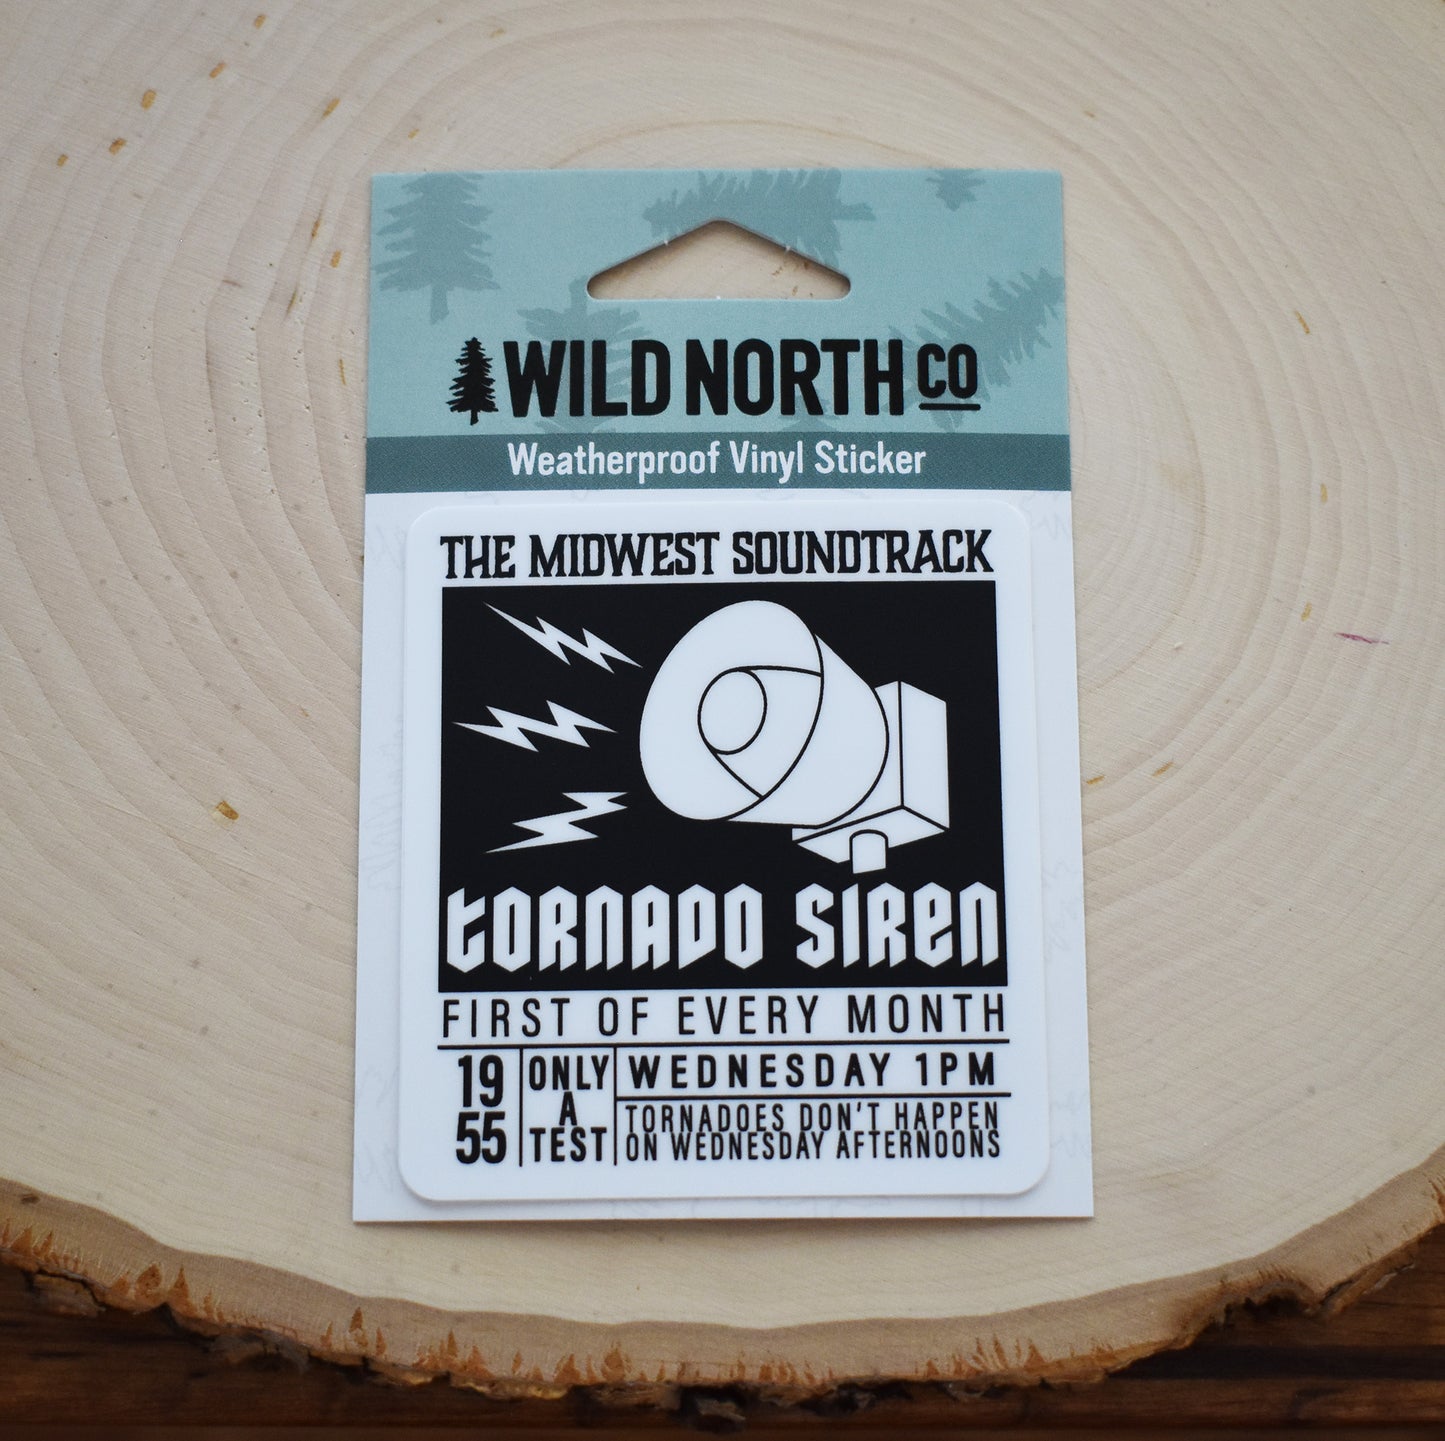 WILD NORTH CO
Weatherproof Vinyl Sticker
THE MIDWEST SOUNDTRACK
tORNADO SiReN
FIRST OF EVERY MONTH
19
55
ONLY
A
TEST
WEDNESDAY 1PM
TORNADOES DON'T HAPPEN
ON WEDNESDAY AFTERNOONS